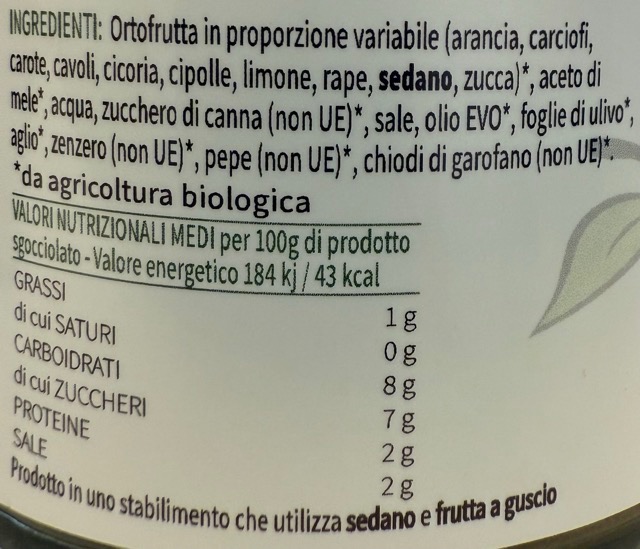 INGREDIENTI: Ortofrutta in proporzione variabile (arancia, carciofi,
carote, cavoli, cicoria, cipolle, limone, rape, sedano, zucca)*, aceto di
mele*, acqua, zucchero di canna (non UE)*, sale, olio EVO*, foglie di ulivo*,
aglio*, zenzero (non UE)*, pepe (non UE)*, chiodi di garofano (non UE)*.
*da agricoltura biologica
VALORI NUTRIZIONALI MEDI per 100g di prodotto
sgocciolato - Valore energetico 184 kj / 43 kcal
GRASSI 1 g
di cui SATURI 0 g
CARBOIDRATI 8 g
di cui ZUCCHERI 7 g
PROTEINE 2 g
SALE 2 g
Prodotto in uno stabilimento che utilizza sedano e frutta a guscio